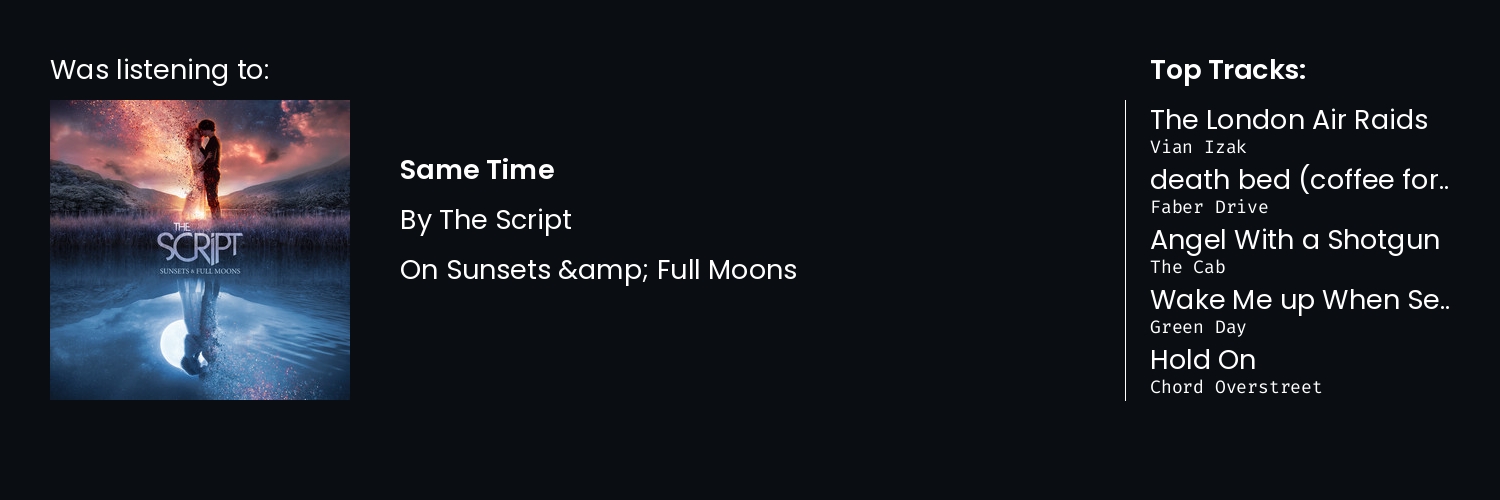 Was listening to:
THE
SCRIPT
SUNSETS & FULL MOONS
Same Time
By The Script
On Sunsets &amp; Full Moons
Top Tracks:
The London Air Raids
Vian Izak
death bed (coffee for..
Faber Drive
Angel With a Shotgun
The Cab
Wake Me up When Se..
Green Day
Hold On
Chord Overstreet